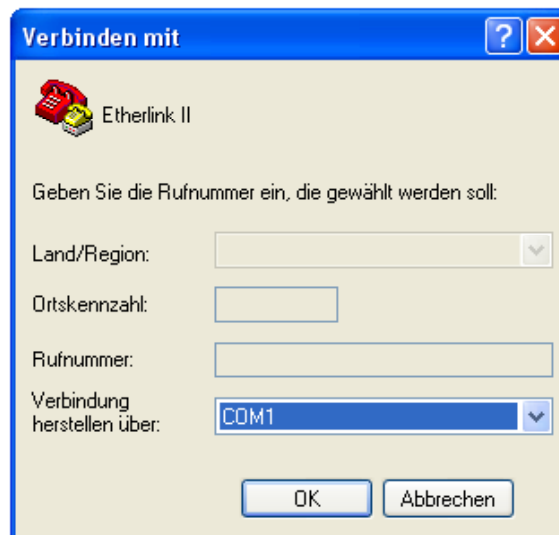 Verbinden mit
Etherlink II
Geben Sie die Rufnummer ein, die gewählt werden soll:
Land/Region:
Ortskennzahl:
Rufnummer:
Verbindung
herstellen über:
COM1
OK
Abbrechen